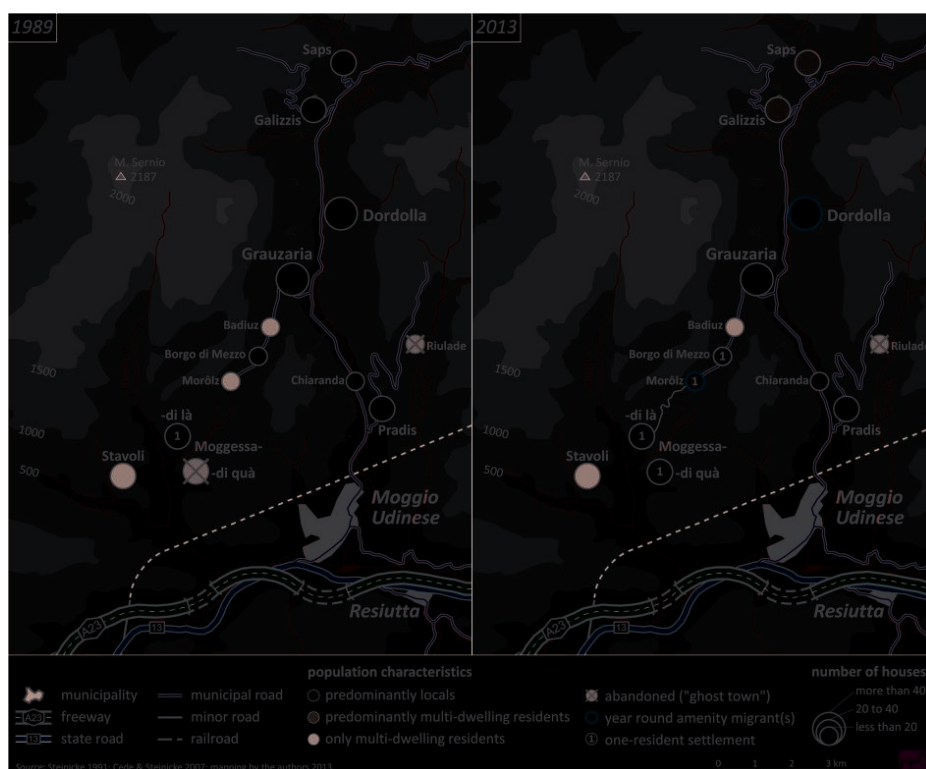 1989
2013
Saps
Galizzis
M. Sernio
2187
2000
Dordolla
Grauzaria
Badiuz
Riulade
Borgo di Mezzo
1500
Morôlz
Chiaranda
-di là
1
Pradis
1000
Moggessa-
Stavoli
500
-di quà
Moggio
Udinese
Resiutta
A23
13
Saps
Galizzis
M. Sernio
2187
2000
Dordolla
Grauzaria
Badiuz
Riulade
Borgo di Mezzo
1
1500
Morôlz
1
Chiaranda
-di là
1
Pradis
1000
Moggessa-
Stavoli
500
1
-di quà
Moggio
Udinese
Resiutta
A23
13
population characteristics
number of houses
municipality
municipal road
predominantly locals
abandoned ("ghost town")
more than 40
A23
freeway
minor road
predominantly multi-dwelling residents
year round amenity migrant(s)
20 to 40
13
state road
railroad
only multi-dwelling residents
1
one-resident settlement
less than 20
Source: Steinicke 1991; Cede & Steinicke 2007; mapping by the authors 2013
0 1 2 3 km